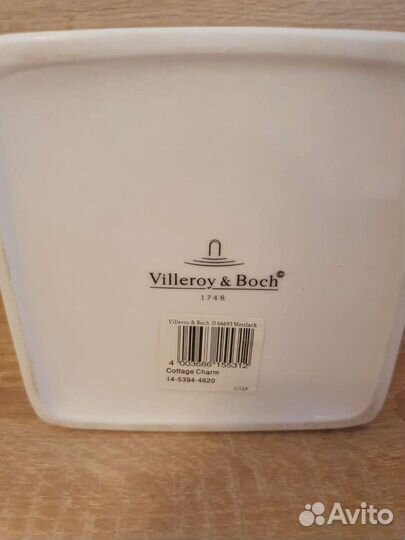 Villeroy & Boch©
1748
Villeroy & Boch D 66693 Mettlach
4 003686 155312
Cottage Charm
14-5394-4620
C12F
Avito